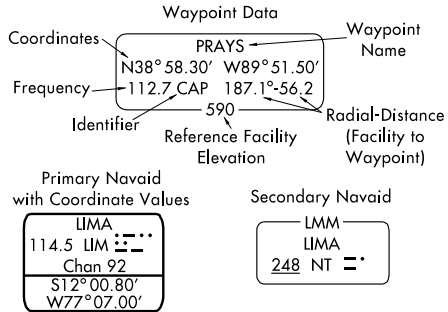 Waypoint Data
Coordinates
Waypoint
Name
PRAYS
N38°58.30' W89°51.50'
Frequency
112.7 CAP 187.1°-56.2
590
Identifier
Reference Facility
Elevation
Radial-Distance
(Facility to
Waypoint)
Primary Navaid
with Coordinate Values
LIMA
114.5 LIM
Chan 92
S12°00.80'
W77°07.00'
Secondary Navaid
LMM
LIMA
248 NT